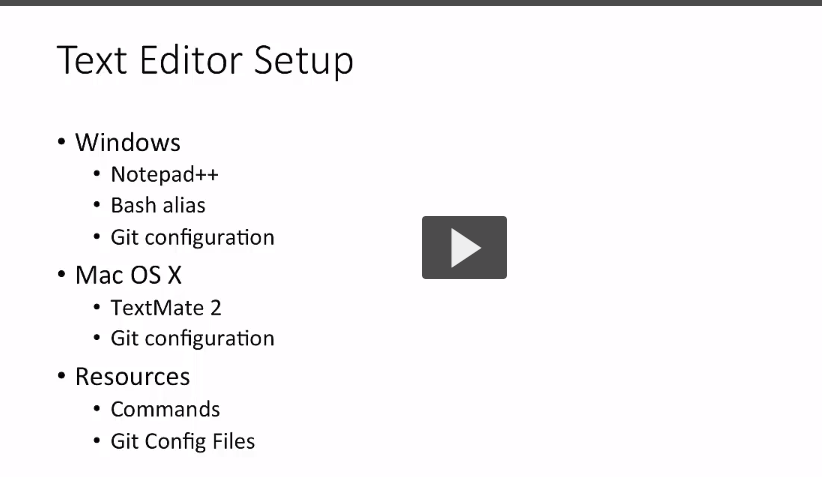 Text Editor Setup
• Windows
• Notepad++
• Bash alias
• Git configuration
• Mac OS X
• TextMate 2
• Git configuration
• Resources
• Commands
• Git Config Files